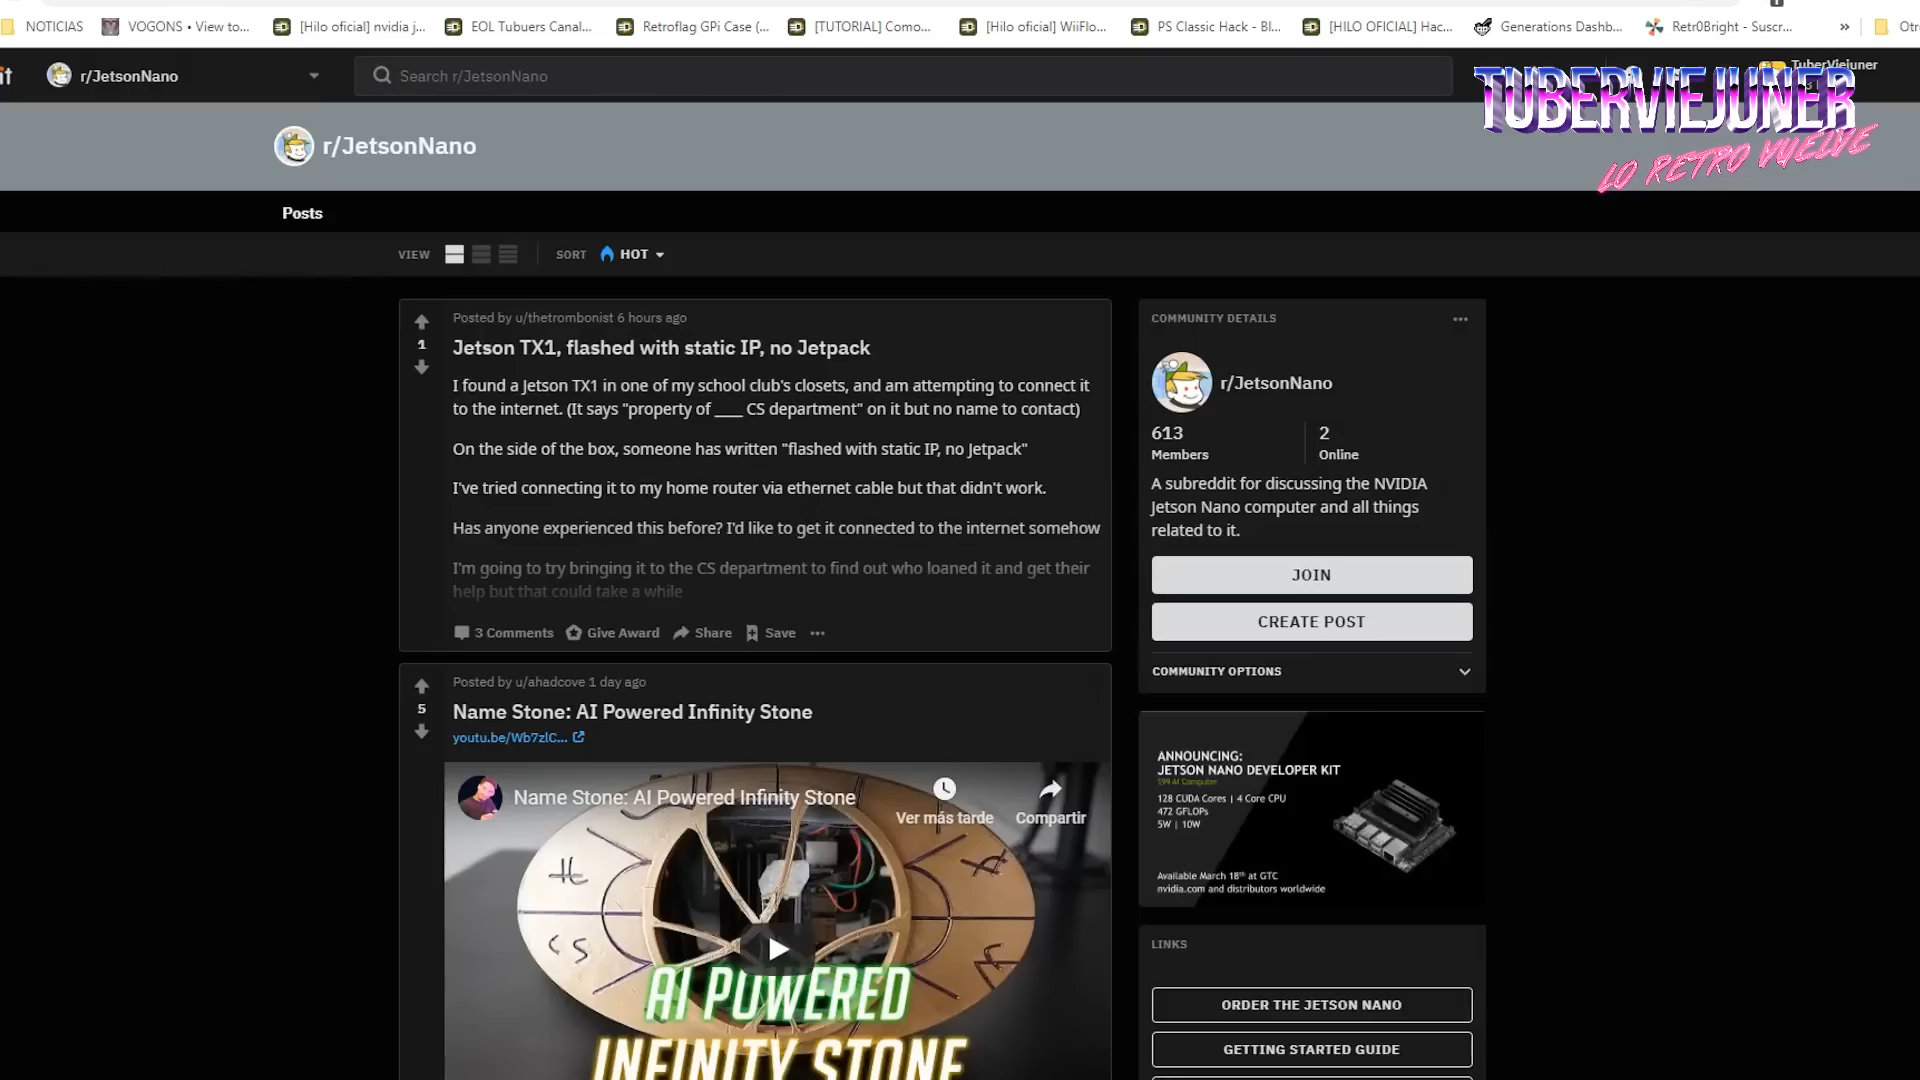 NOTICIAS
VOGONS • View to...
[Hilo oficial] nvidia j...
EOL Tubuers Canal...
Retroflag GPi Case (...
[TUTORIAL] Como...
[Hilo oficial] WiiFlo...
PS Classic Hack - Bl...
[HILO OFICIAL] Hac...
Generations Dashb...
Retr0Bright - Suscr...
»
Otr
it
r/JetsonNano
Search r/JetsonNano
TuberViejuner
TUBERVIEJUNER
LO RETRO VUELVE
r/JetsonNano
Posts
VIEW
SORT
HOT
Posted by u/thetrombonist 6 hours ago
1
Jetson TX1, flashed with static IP, no Jetpack
I found a Jetson TX1 in one of my school club's closets, and am attempting to connect it
to the internet. (It says "property of ____ CS department" on it but no name to contact)
On the side of the box, someone has written "flashed with static IP, no Jetpack"
I've tried connecting it to my home router via ethernet cable but that didn't work.
Has anyone experienced this before? I'd like to get it connected to the internet somehow
I'm going to try bringing it to the CS department to find out who loaned it and get their
help but that could take a while
3 Comments
Give Award
Share
Save
Posted by u/ahadcove 1 day ago
5
Name Stone: AI Powered Infinity Stone
youtu.be/Wb7zlC...
Name Stone: AI Powered Infinity Stone
Ver más tarde
Compartir
AI POWERED
INFINITY STONE
COMMUNITY DETAILS
r/JetsonNano
613
Members
2
Online
A subreddit for discussing the NVIDIA
Jetson Nano computer and all things
related to it.
JOIN
CREATE POST
COMMUNITY OPTIONS
ANNOUNCING:
JETSON NANO DEVELOPER KIT
$99 AI Computer
128 CUDA Cores | 4 Core CPU
472 GFLOPs
5W | 10W
Available March 18th at GTC
nvidia.com and distributors worldwide
LINKS
ORDER THE JETSON NANO
GETTING STARTED GUIDE